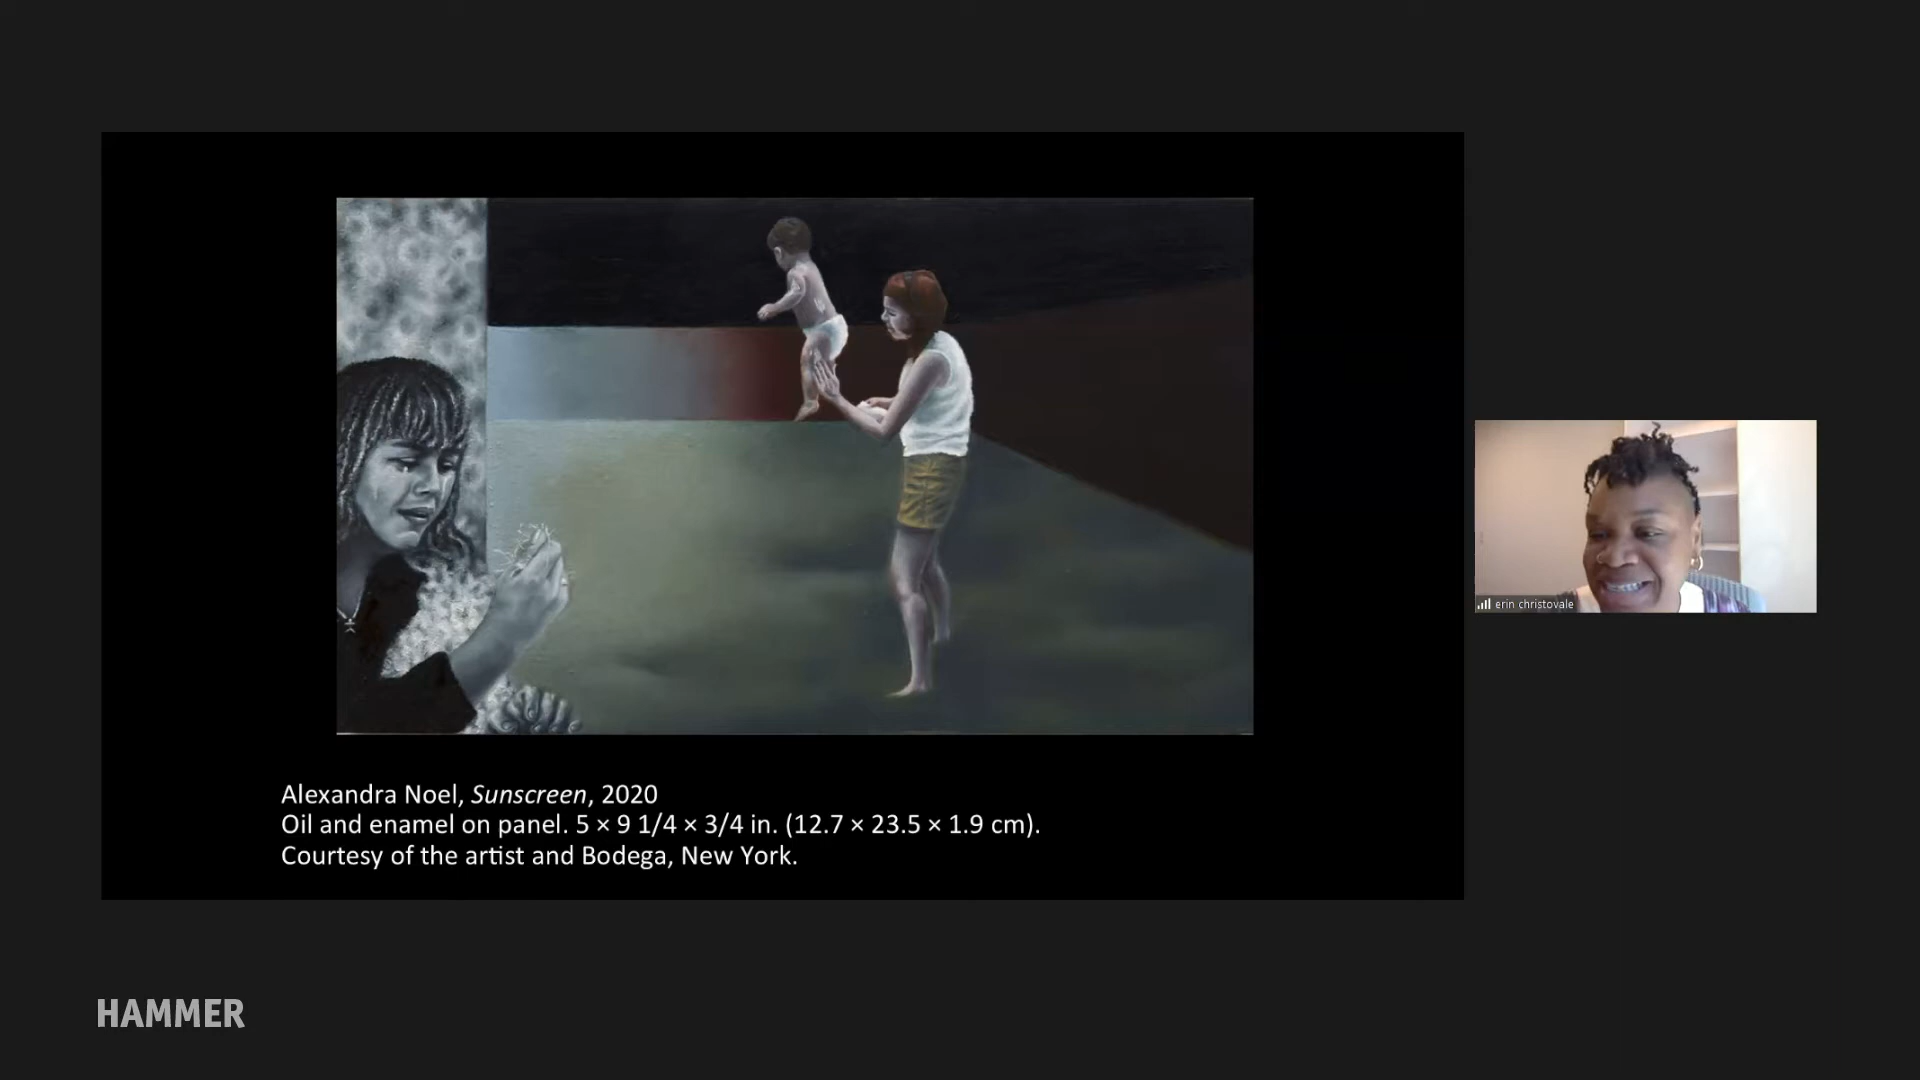 erin christovale
Alexandra Noel, Sunscreen, 2020
Oil and enamel on panel. 5 × 9 1/4 × 3/4 in. (12.7 × 23.5 × 1.9 cm).
Courtesy of the artist and Bodega, New York.
HAMMER